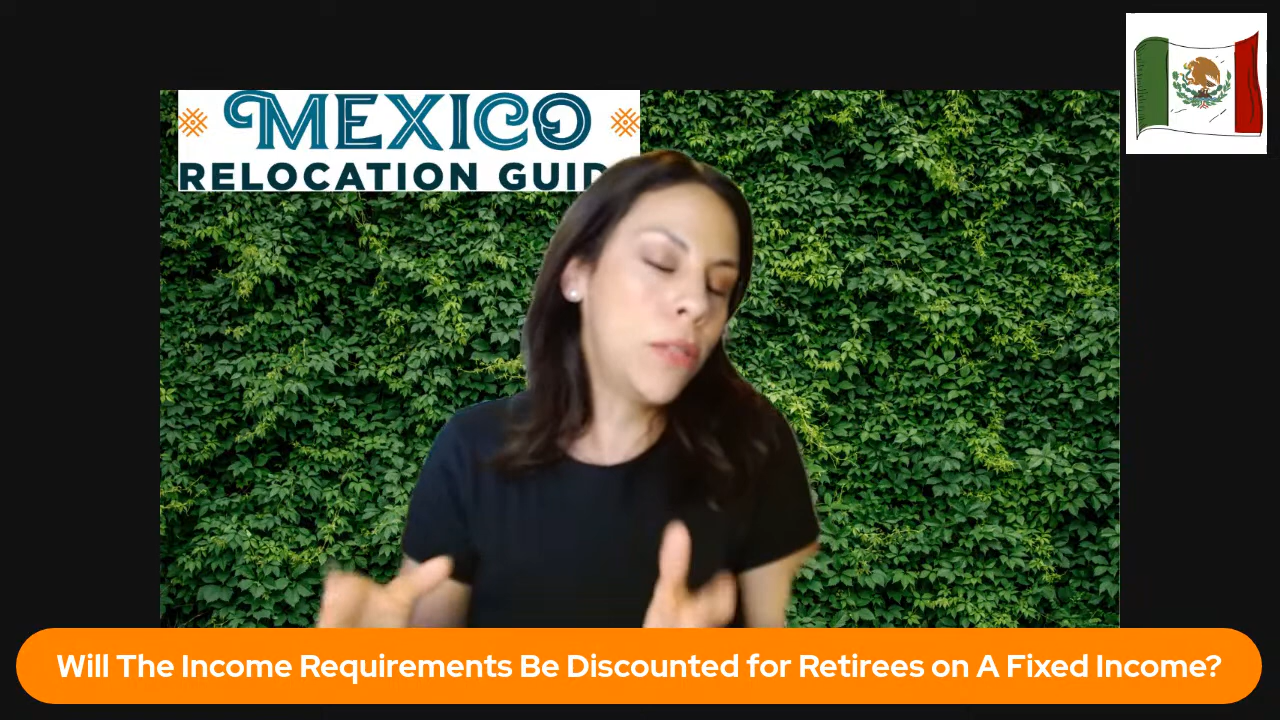 MEXICO
RELOCATION GUID
Will The Income Requirements Be Discounted for Retirees on A Fixed Income?